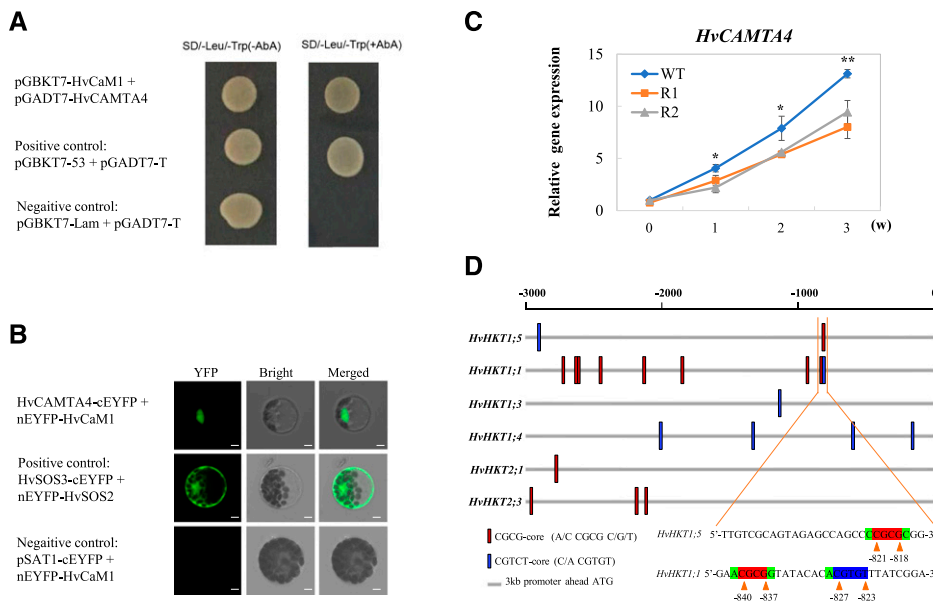 A
SD/-Leu/-Trp(-AbA)
SD/-Leu/-Trp(+AbA)
pGBKT7-HvCaM1 +
pGADT7-HvCAMTA4
Positive control:
pGBKT7-53 + pGADT7-T
Negaitive control:
pGBKT7-Lam + pGADT7-T
B
YFP
Bright
Merged
HvCAMTA4-cEYFP +
nEYFP-HvCaM1
Positive control:
HvSOS3-cEYFP +
nEYFP-HvSOS2
Negative control:
pSAT1-cEYFP +
nEYFP-HvCaM1
C
HvCAMTA4
Relative gene expression
15
10
5
0
WT
R1
R2
*
*
**
0
1
2
3
(w)
D
-3000
-2000
-1000
0
HvHKT1;5
HvHKT1;1
HvHKT1;3
HvHKT1;4
HvHKT2;1
HvHKT2;3
CGCG-core (A/C CGCG C/G/T)
CGTCT-core (C/A CGTGT)
3kb promoter ahead ATG
HvHKT1;5 5'-TTGTCGCAGTAGAGCCAGCCCCGCGCGG-3
-821 -818
HvHKT1;1 5'-GAACGCGGTATACACACGTGTTTATCGGA-3
-840 -837 -827 -823